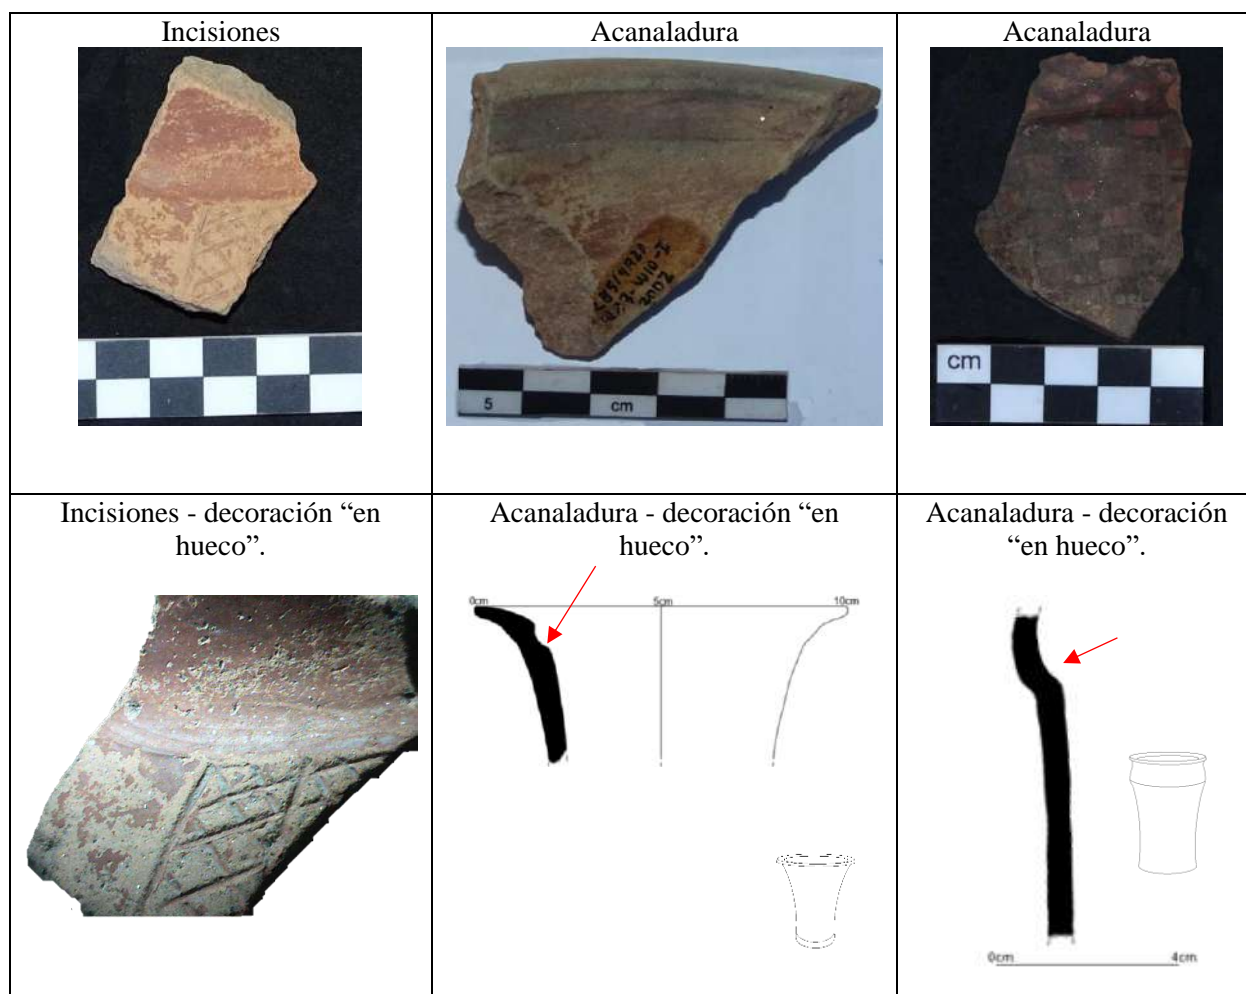 Incisiones
Acanaladura
Acanaladura
5
cm
2002
cm
Incisiones - decoración “en
hueco”.
Acanaladura - decoración “en
hueco”.
Acanaladura - decoración
“en hueco”.
0cm
5cm
10cm
0cm
4cm